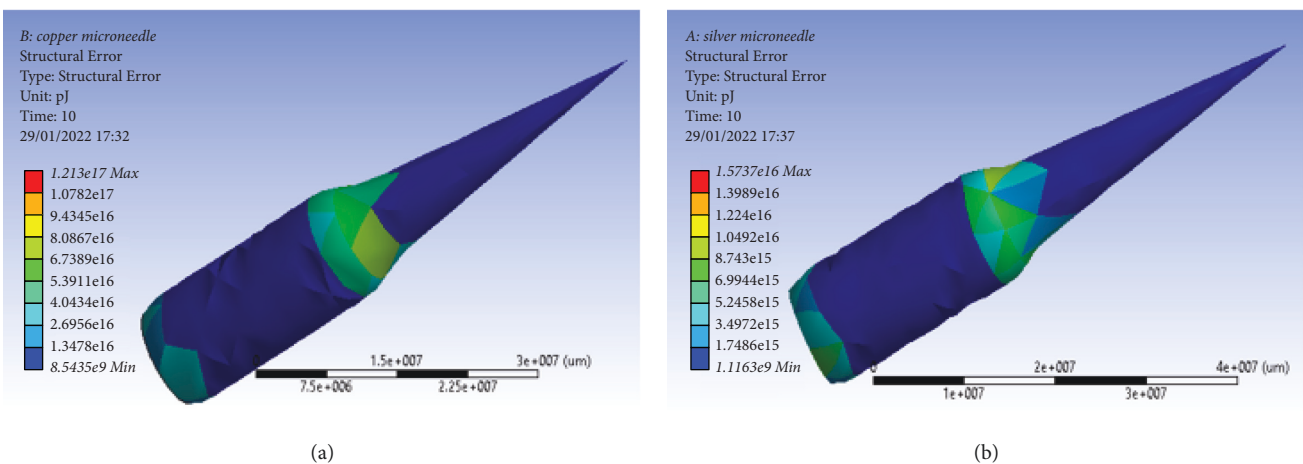 B: copper microneedle
Structural Error
Type: Structural Error
Unit: pJ
Time: 10
29/01/2022 17:32
1.213e17 Max
1.0782e17
9.4345e16
8.0867e16
6.7389e16
5.3911e16
4.0434e16
2.6956e16
1.3478e16
8.5435e9 Min
0 1.5e+007 3e+007 (um)
7.5e+006 2.25e+007
(a)
A: silver microneedle
Structural Error
Type: Structural Error
Unit: pJ
Time: 10
29/01/2022 17:37
1.5737e16 Max
1.3989e16
1.224e16
1.0492e16
8.743e15
6.9944e15
5.2458e15
3.4972e15
1.7486e15
1.1163e9 Min
0 2e+007 4e+007 (um)
1e+007 3e+007
(b)